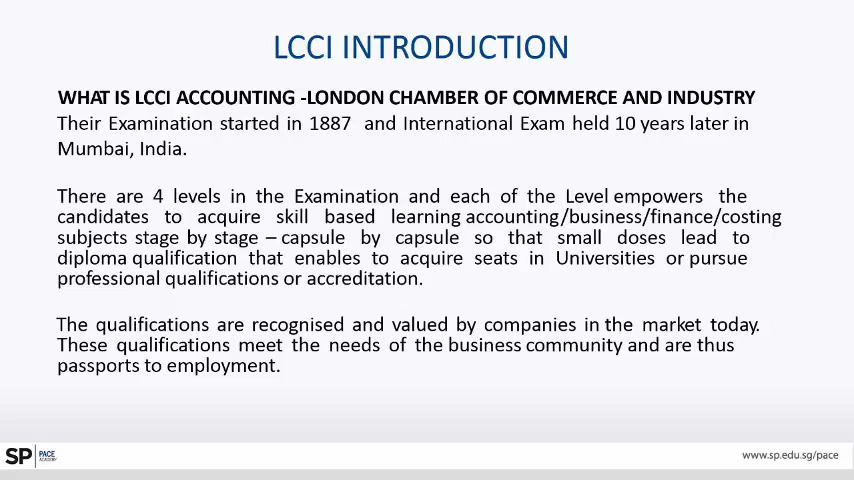 LCCI INTRODUCTION
WHAT IS LCCI ACCOUNTING -LONDON CHAMBER OF COMMERCE AND INDUSTRY
Their Examination started in 1887 and International Exam held 10 years later in
Mumbai, India.
There are 4 levels in the Examination and each of the Level empowers the
candidates to acquire skill based learning accounting/business/finance/costing
subjects stage by stage – capsule by capsule so that small doses lead to
diploma qualification that enables to acquire seats in Universities or pursue
professional qualifications or accreditation.
The qualifications are recognised and valued by companies in the market today.
These qualifications meet the needs of the business community and are thus
passports to employment.
SP PACE
ACADEMY
www.sp.edu.sg/pace